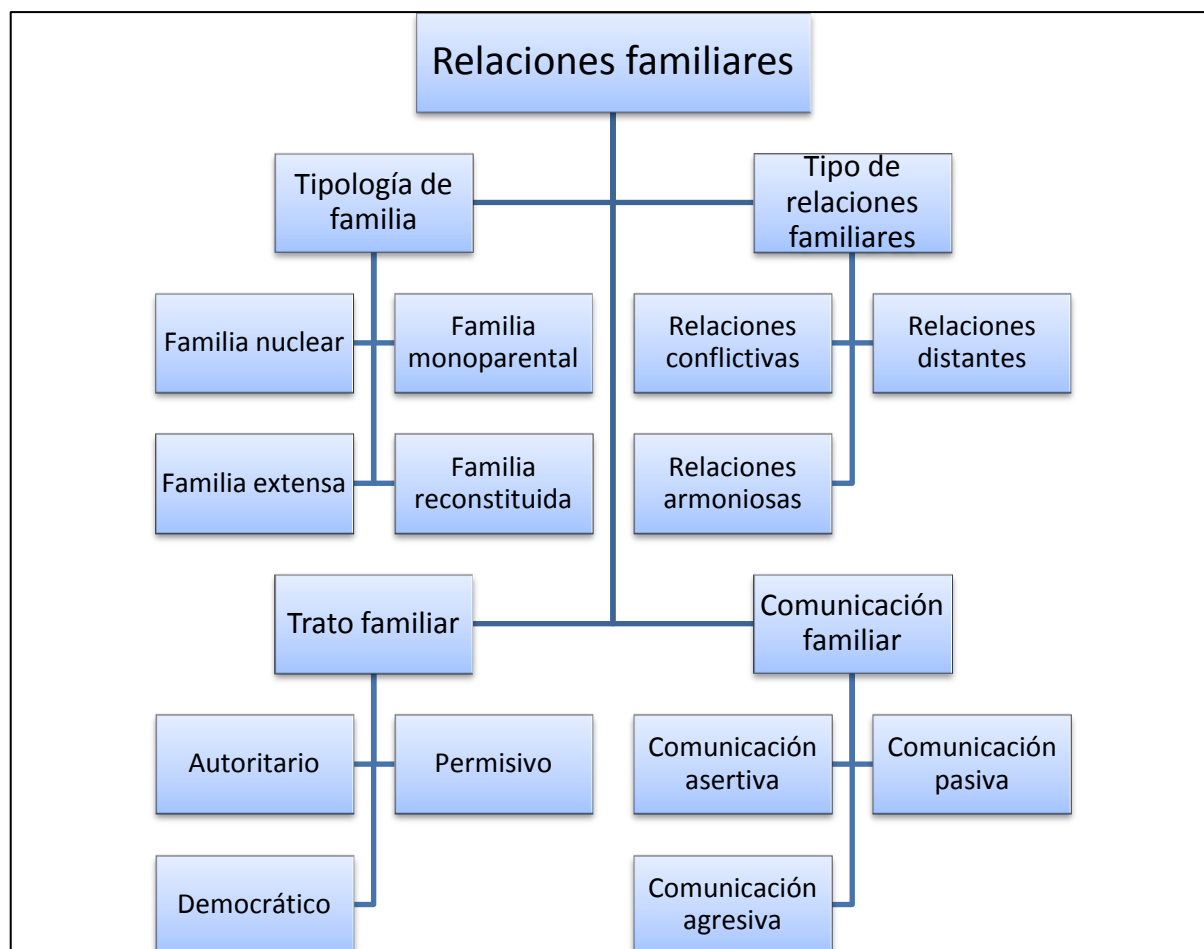 Relaciones familiares
Tipología de
familia
Tipo de
relaciones
familiares
Familia nuclear
Familia
monoparental
Relaciones
conflictivas
Relaciones
distantes
Familia extensa
Familia
reconstituida
Relaciones
armoniosas
Trato familiar
Comunicación
familiar
Autoritario
Permisivo
Comunicación
asertiva
Comunicación
pasiva
Democrático
Comunicación
agresiva